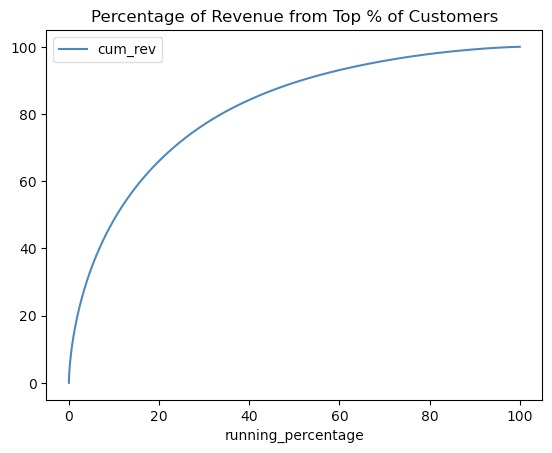 Percentage of Revenue from Top % of Customers
cum_rev
100
80
60
40
20
0
0 20 40 60 80 100
running_percentage